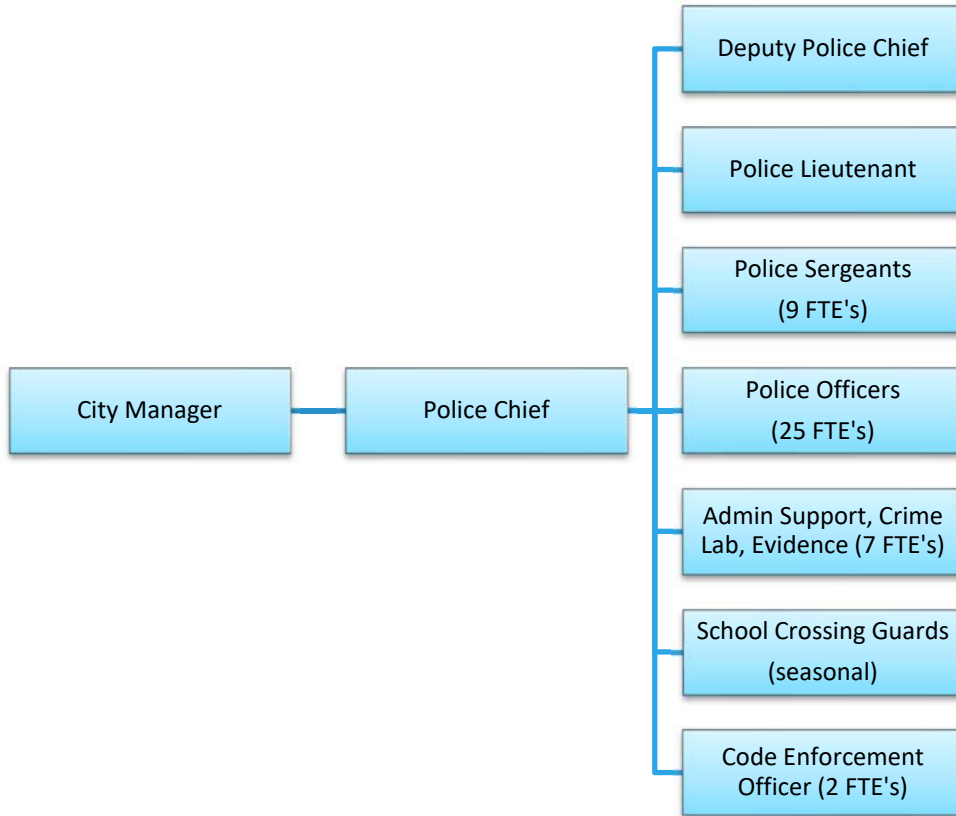 City Manager
Police Chief
Deputy Police Chief
Police Lieutenant
Police Sergeants
(9 FTE's)
Police Officers
(25 FTE's)
Admin Support, Crime
Lab, Evidence (7 FTE's)
School Crossing Guards
(seasonal)
Code Enforcement
Officer (2 FTE's)